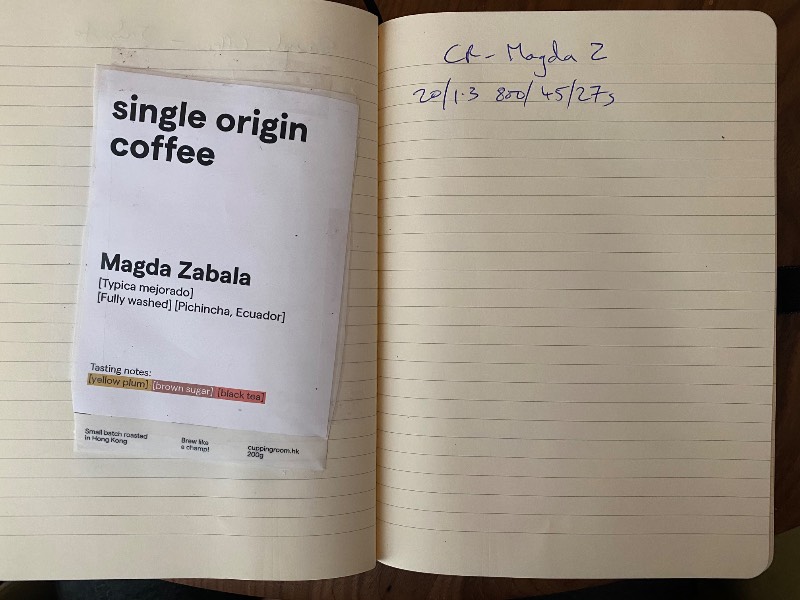 single origin
coffee
Magda Zabala
[Typica mejorado]
[Fully washed] [Pichincha, Ecuador]
Tasting notes:
[yellow plum] [brown sugar] [black tea]
Small batch roasted
in Hong Kong
Brew like
a champ!
cuppingroom.hk
200g
CR - Magda Z
20/1.3 800/45/27s